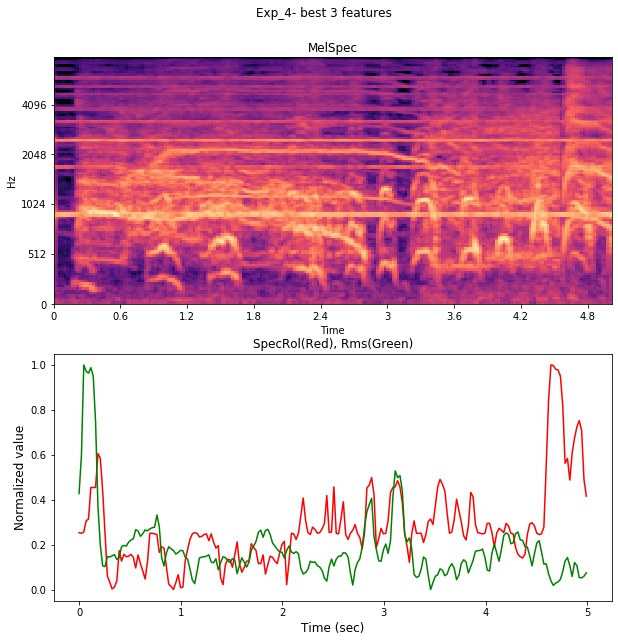 Exp_4- best 3 features
MelSpec
4096
2048
1024
512
0
Hz
0 0.6 1.2 1.8 2.4 3 3.6 4.2 4.8
Time
SpecRol(Red), Rms(Green)
1.0
0.8
0.6
0.4
0.2
0.0
Normalized value
0 1 2 3 4 5
Time (sec)